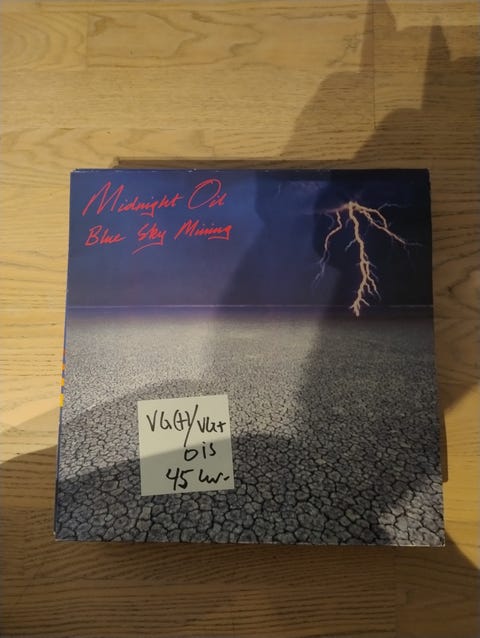 Midnight Oil
Blue Sky Mining
VG(+)/VG+
OIS
45 kr.-